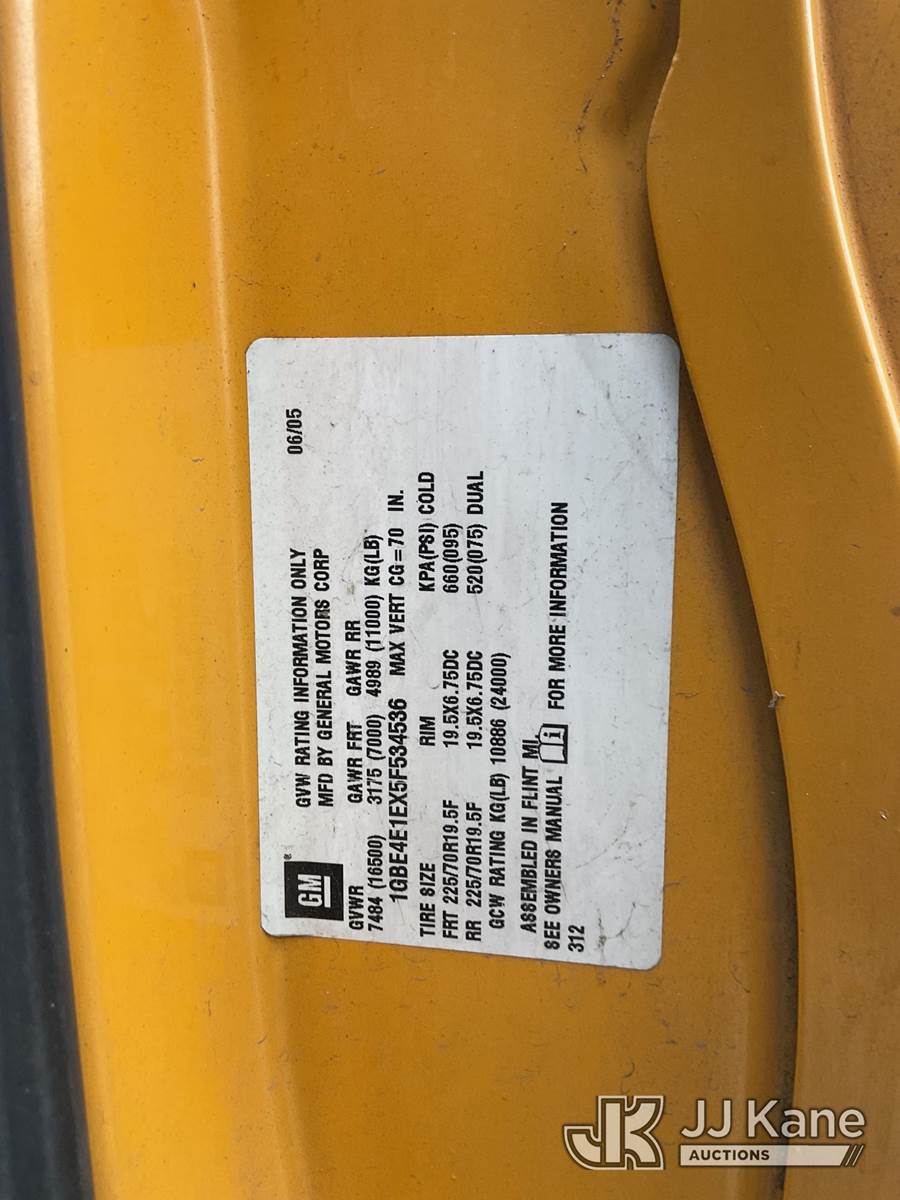 GM ®
GVW RATING INFORMATION ONLY
MFD BY GENERAL MOTORS CORP 06/05
GVWR GAWR FRT GAWR RR
7484 (16500) 3175 (7000) 4989 (11000) KG(LB)
1GBE4E1EX5F534536 MAX VERT CG=70 IN.
TIRE SIZE RIM KPA(PSI) COLD
FRT 225/70R19.5F 19.5X6.75DC 660(095)
RR 225/70R19.5F 19.5X6.75DC 520(075) DUAL
GCW RATING KG(LB) 10886 (24000)
ASSEMBLED IN FLINT MI,
SEE OWNERS MANUAL FOR MORE INFORMATION
312
JK JJ Kane
AUCTIONS